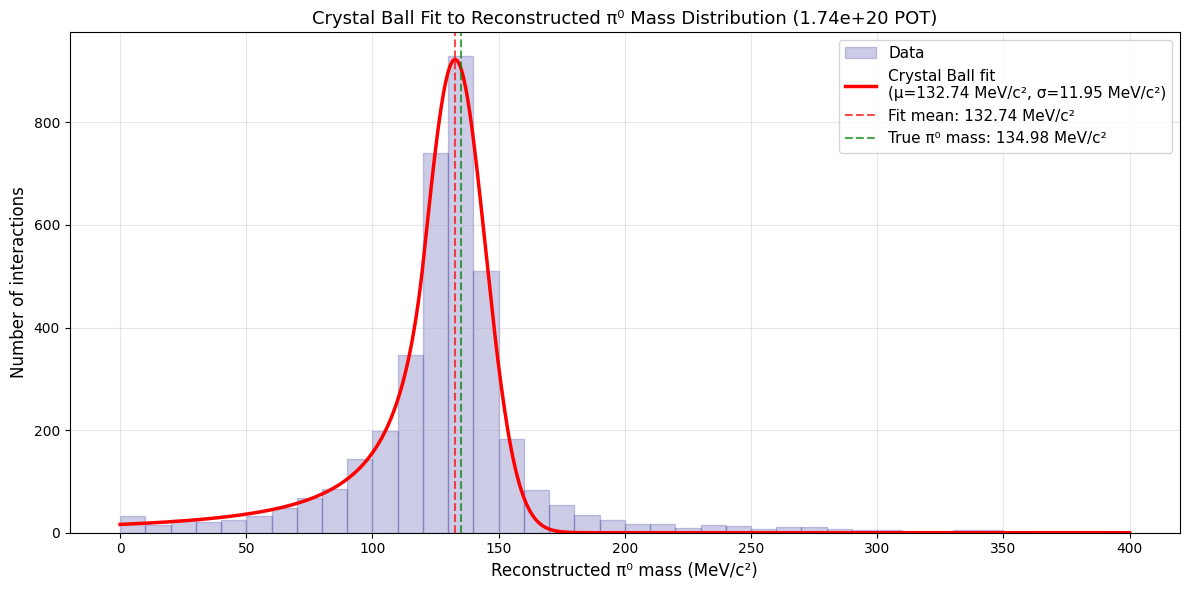 Crystal Ball Fit to Reconstructed π⁰ Mass Distribution (1.74e+20 POT)
Data
Crystal Ball fit
(μ=132.74 MeV/c², σ=11.95 MeV/c²)
Fit mean: 132.74 MeV/c²
True π⁰ mass: 134.98 MeV/c²
Number of interactions
800
600
400
200
0
0 50 100 150 200 250 300 350 400
Reconstructed π⁰ mass (MeV/c²)